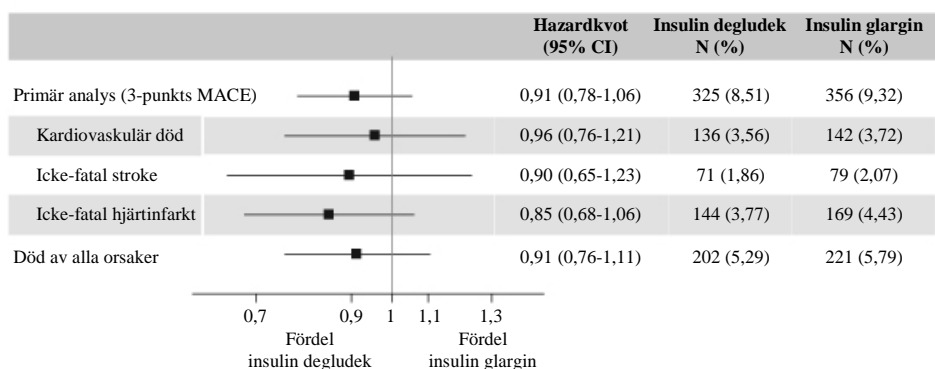 Hazardkvot Insulin degludek Insulin glargin
(95% CI) N (%) N (%)
Primär analys (3-punkts MACE) 0,91 (0,78-1,06) 325 (8,51) 356 (9,32)
Kardiovaskulär död 0,96 (0,76-1,21) 136 (3,56) 142 (3,72)
Icke-fatal stroke 0,90 (0,65-1,23) 71 (1,86) 79 (2,07)
Icke-fatal hjärtinfarkt 0,85 (0,68-1,06) 144 (3,77) 169 (4,43)
Död av alla orsaker 0,91 (0,76-1,11) 202 (5,29) 221 (5,79)
0,7 0,9 1 1,1 1,3
Fördel Fördel
insulin degludek insulin glargin